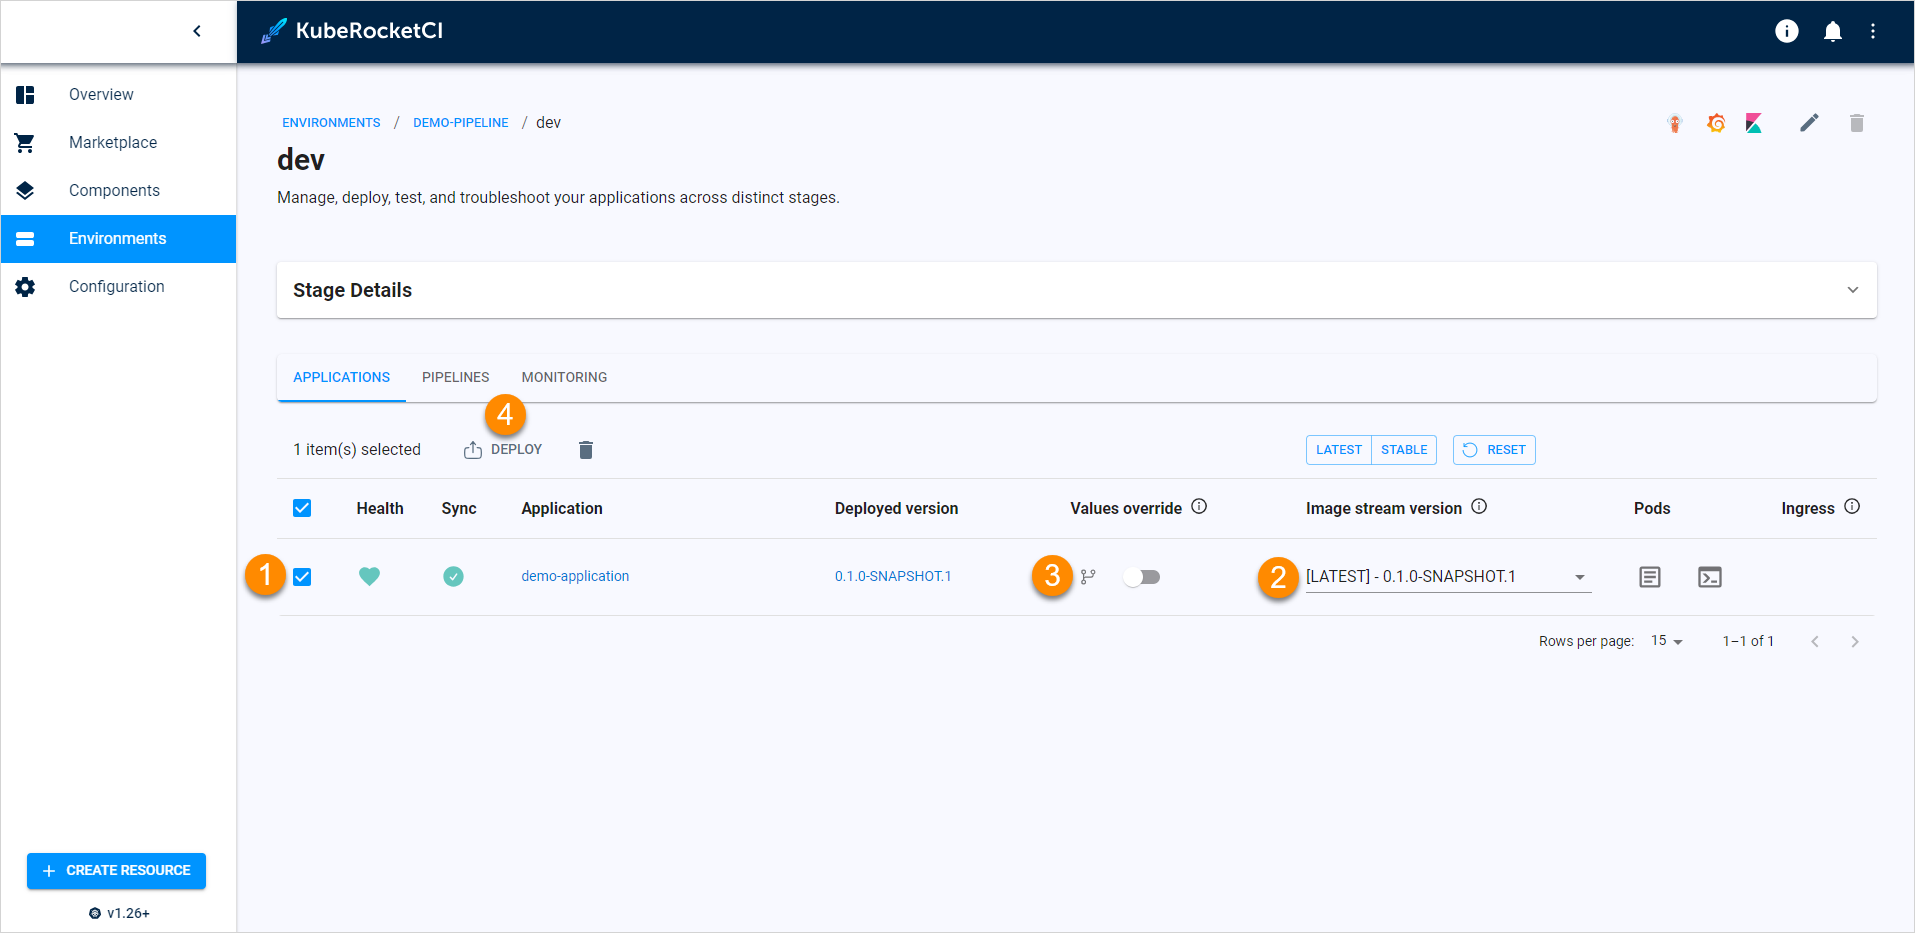 KubeRocketCI
Overview
Marketplace
Components
Environments
Configuration
CREATE RESOURCE
v1.26+
ENVIRONMENTS / DEMO-PIPELINE / dev
dev
Manage, deploy, test, and troubleshoot your applications across distinct stages.
Stage Details
APPLICATIONS PIPELINES MONITORING
4
1 item(s) selected DEPLOY LATEST STABLE RESET
Health Sync Application Deployed version Values override Image stream version Pods Ingress
1 demo-application 0.1.0-SNAPSHOT.1 3 2 [LATEST] - 0.1.0-SNAPSHOT.1
Rows per page: 15 1–1 of 1